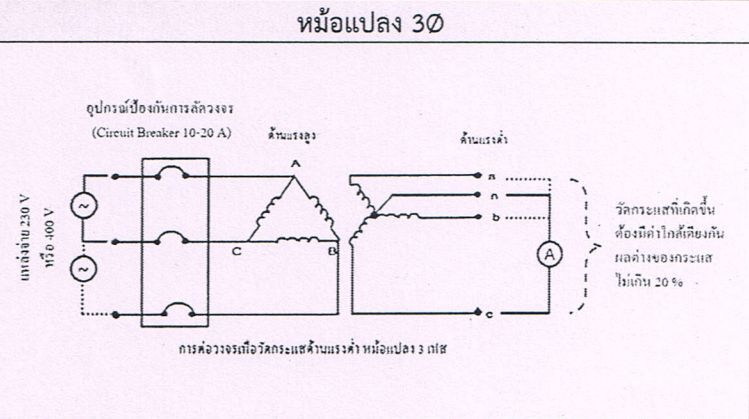 หม้อแปลง 3Ø
อุปกรณ์ป้องกันการลัดวงจร
(Circuit Breaker 10-20 A)
ด้านแรงสูง
ด้านแรงต่ำ
A
C
B
a
n
b
c
A
~
~
แหล่งจ่าย 230 V
หรือ 400 V
วัดกระแสที่เกิดขึ้น
ต้องมีค่าใกล้เคียงกัน
ผลต่างของกระแส
ไม่เกิน 20 %
การต่อวงจรเพื่อวัดกระแสด้านแรงต่ำ หม้อแปลง 3 เฟส